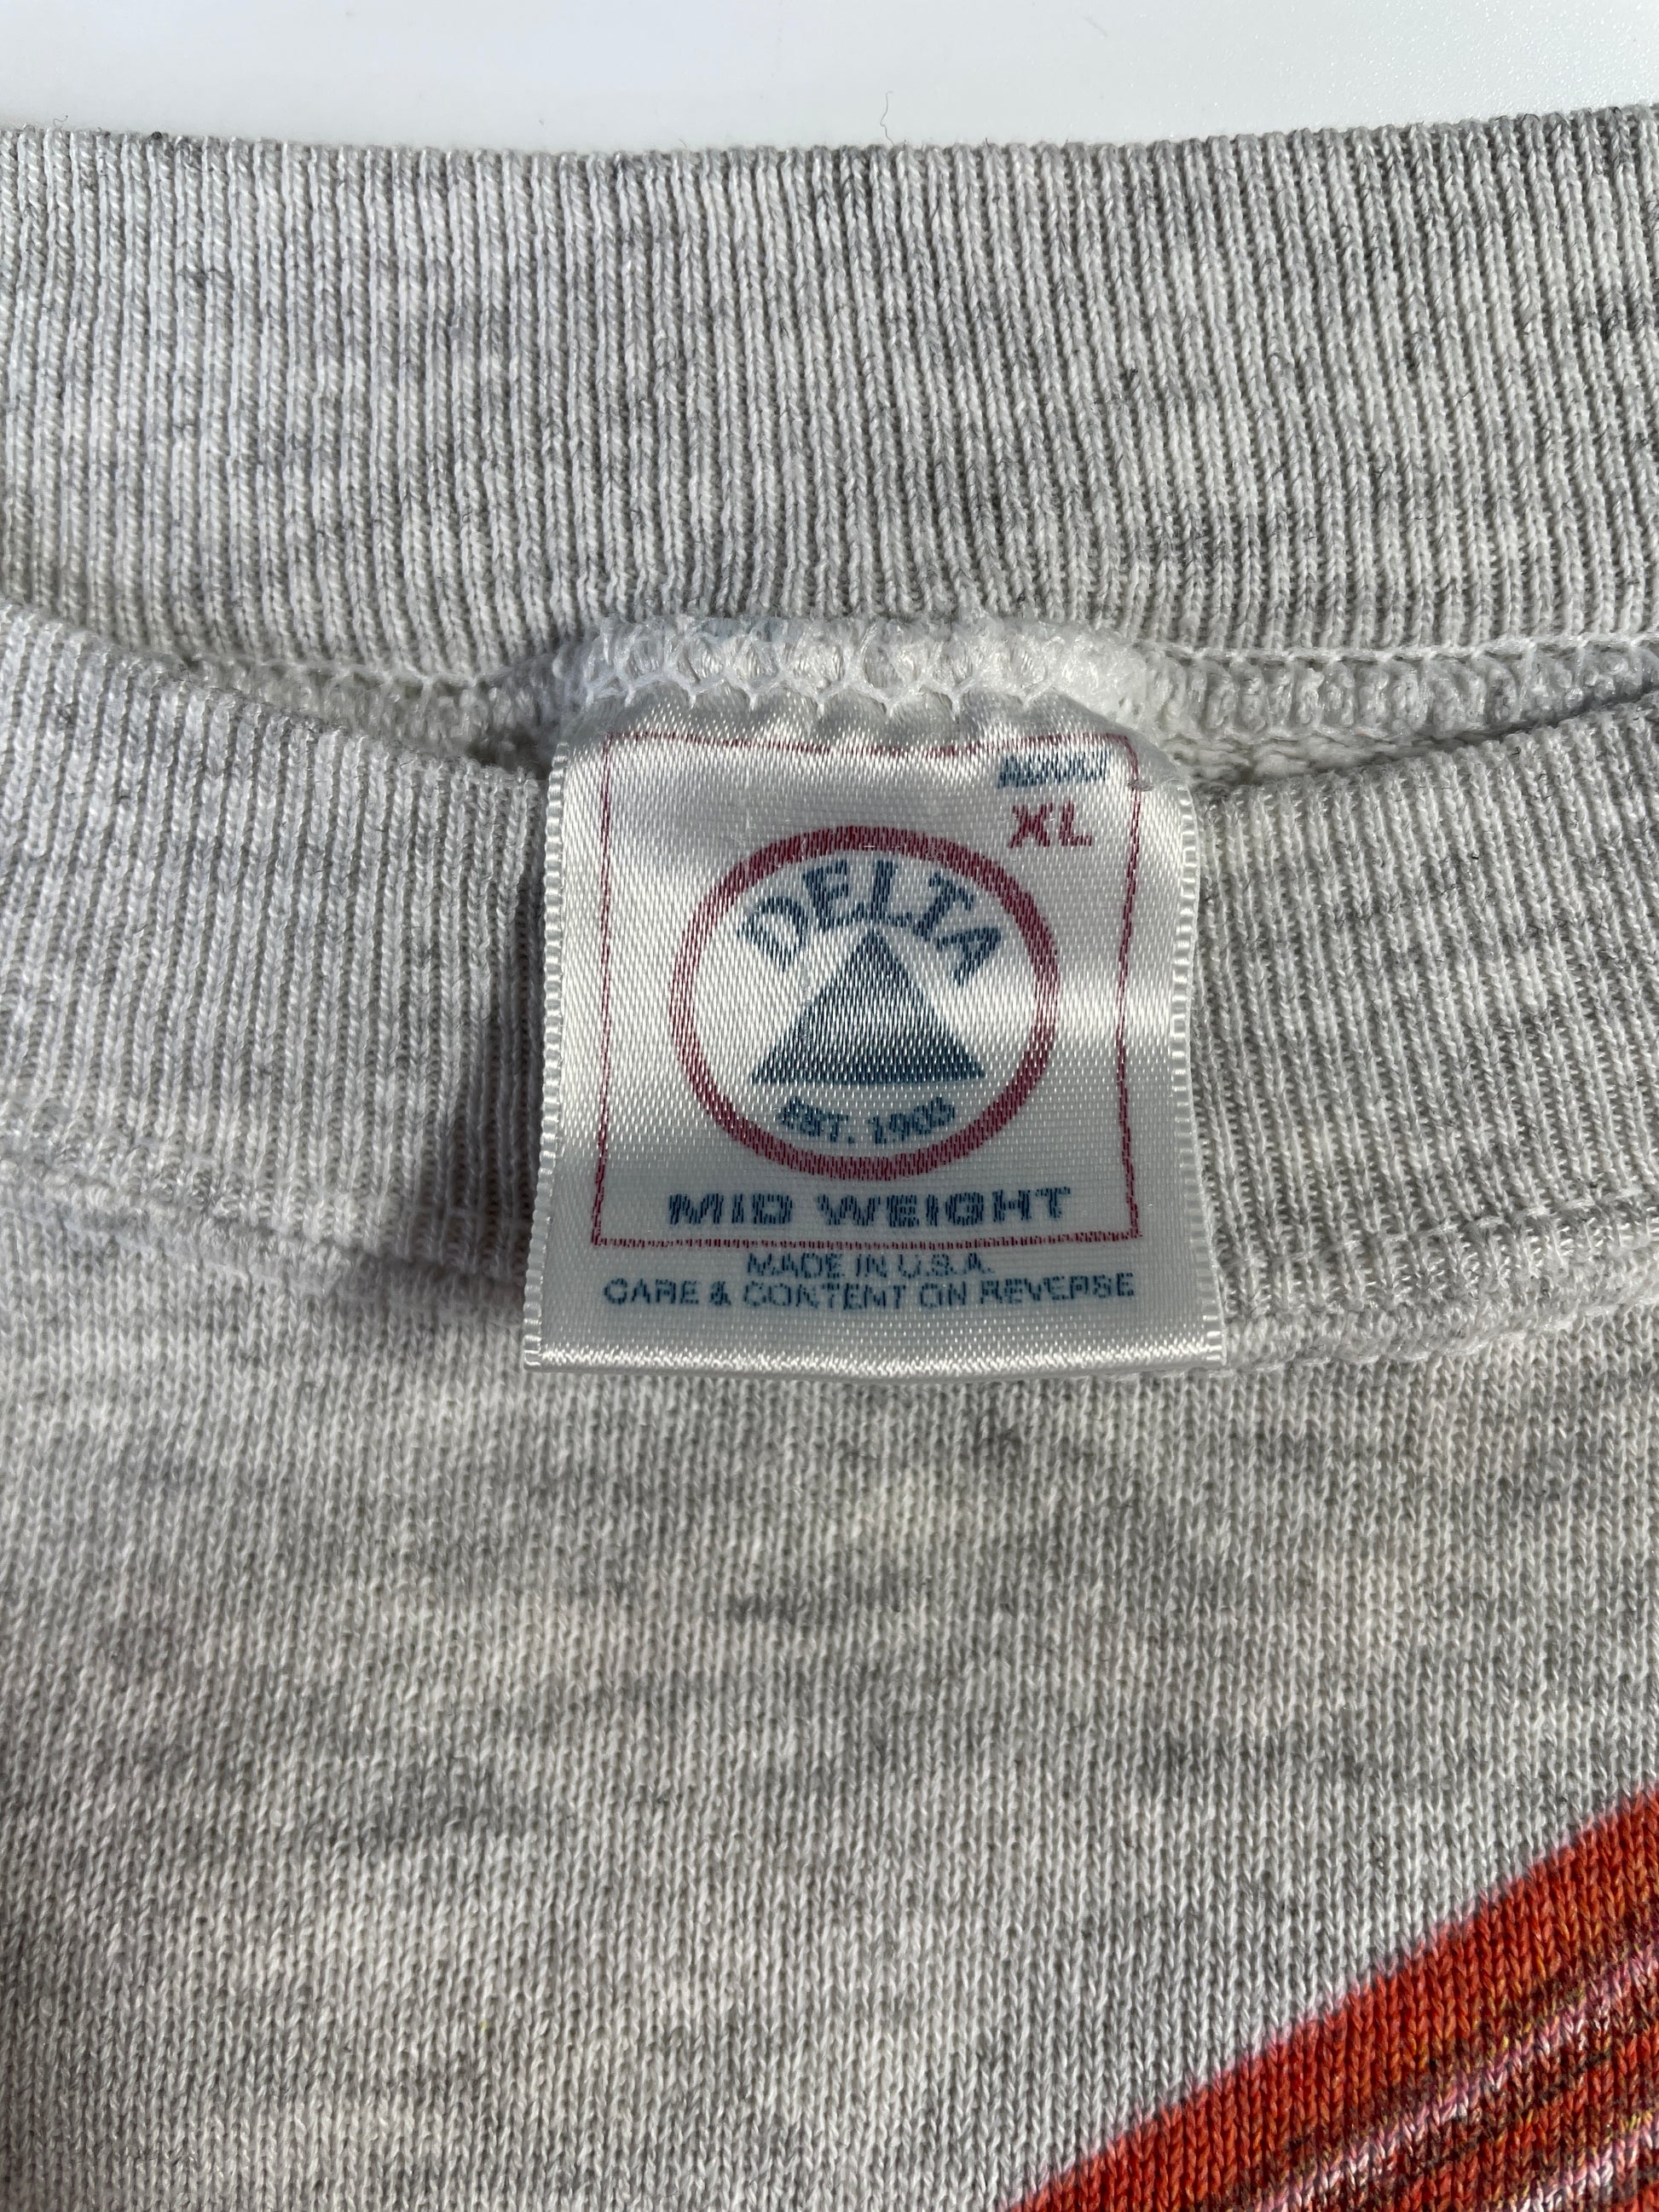 XL
DELTA
EST. 1903
MID WEIGHT
MADE IN U.S.A.
CARE & CONTENT ON REVERSE